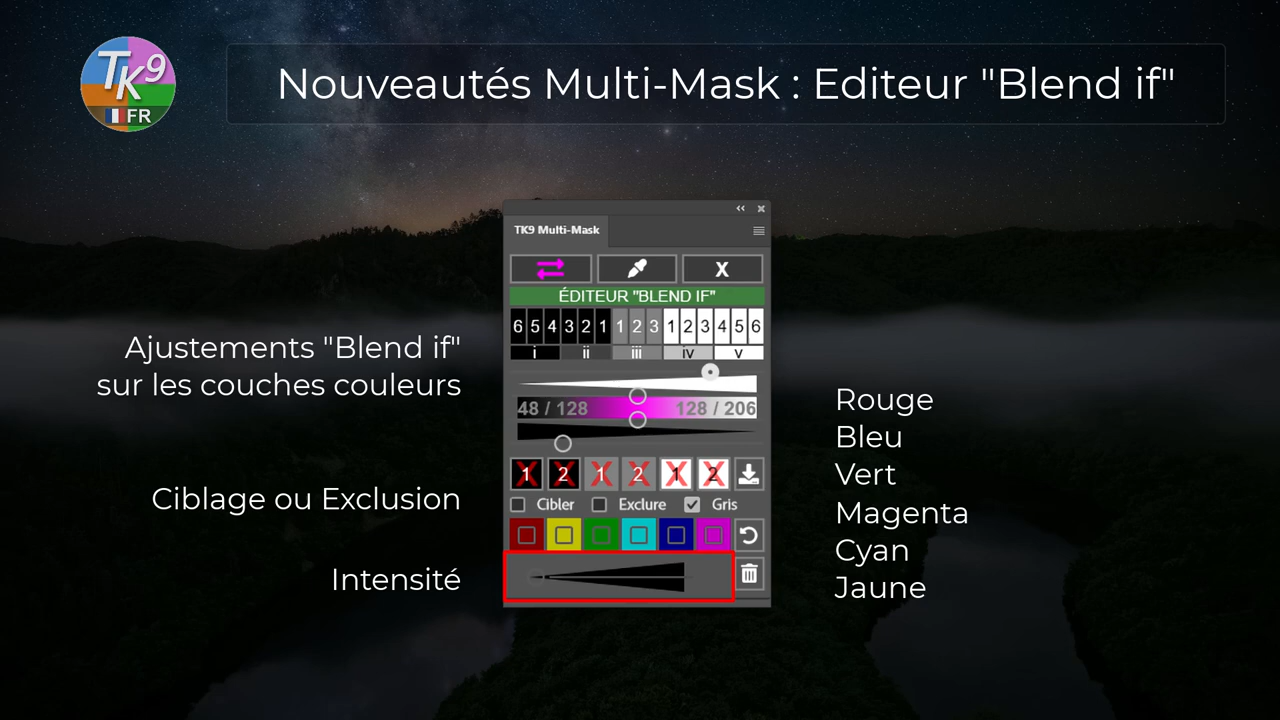 TK9
FR
Nouveautés Multi-Mask : Editeur "Blend if"
TK9 Multi-Mask
X
ÉDITEUR "BLEND IF"
6 5 4 3 2 1 1 2 3 1 2 3 4 5 6
i ii iii iv v
48 / 128 128 / 206
1 2 1 2 1 2
Cibler Exclure Gris
Ajustements "Blend if"
sur les couches couleurs
Ciblage ou Exclusion
Intensité
Rouge
Bleu
Vert
Magenta
Cyan
Jaune